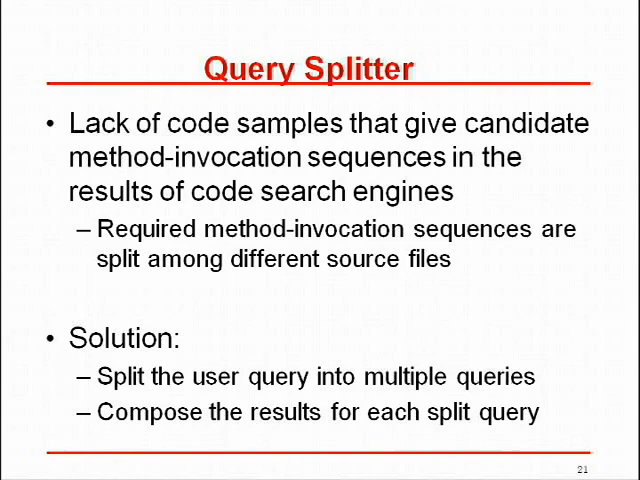 Query Splitter
• Lack of code samples that give candidate
method-invocation sequences in the
results of code search engines
– Required method-invocation sequences are
split among different source files
• Solution:
– Split the user query into multiple queries
– Compose the results for each split query
21